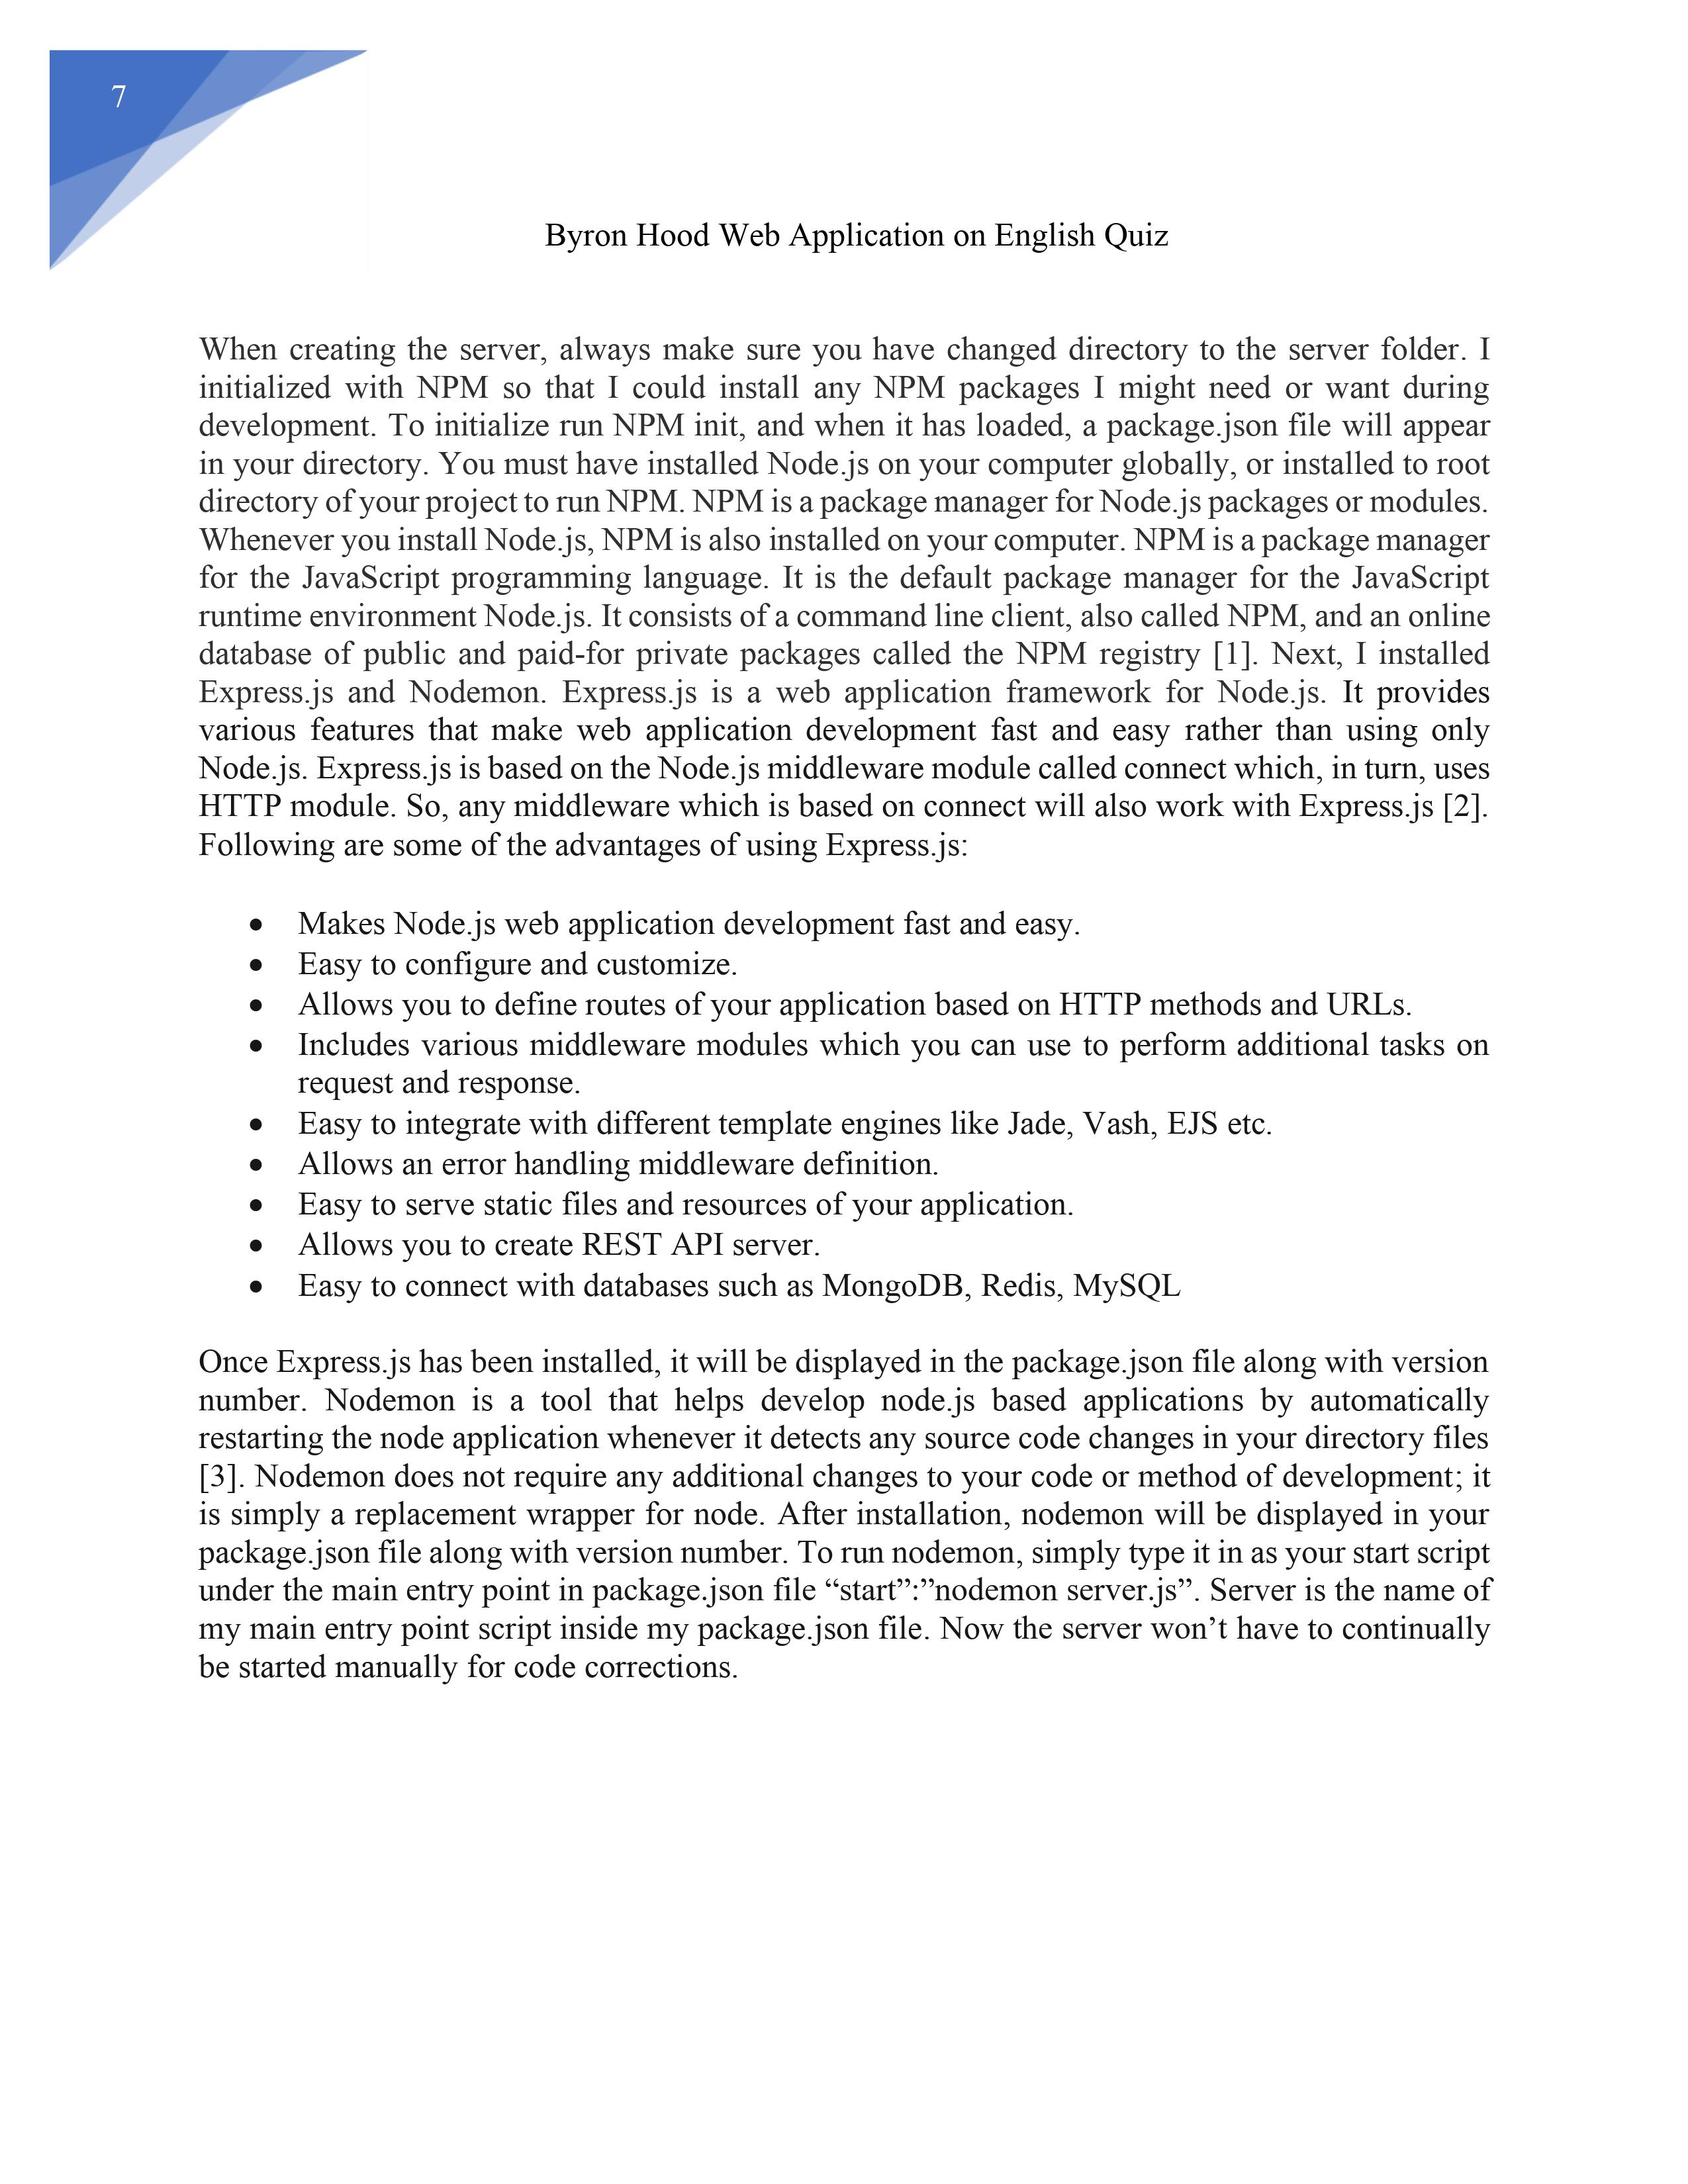 7
Byron Hood Web Application on English Quiz
When creating the server, always make sure you have changed directory to the server folder. I
initialized with NPM so that I could install any NPM packages I might need or want during
development. To initialize run NPM init, and when it has loaded, a package.json file will appear
in your directory. You must have installed Node.js on your computer globally, or installed to root
directory of your project to run NPM. NPM is a package manager for Node.js packages or modules.
Whenever you install Node.js, NPM is also installed on your computer. NPM is a package manager
for the JavaScript programming language. It is the default package manager for the JavaScript
runtime environment Node.js. It consists of a command line client, also called NPM, and an online
database of public and paid-for private packages called the NPM registry [1]. Next, I installed
Express.js and Nodemon. Express.js is a web application framework for Node.js. It provides
various features that make web application development fast and easy rather than using only
Node.js. Express.js is based on the Node.js middleware module called connect which, in turn, uses
HTTP module. So, any middleware which is based on connect will also work with Express.js [2].
Following are some of the advantages of using Express.js:
• Makes Node.js web application development fast and easy.
• Easy to configure and customize.
• Allows you to define routes of your application based on HTTP methods and URLs.
• Includes various middleware modules which you can use to perform additional tasks on
request and response.
• Easy to integrate with different template engines like Jade, Vash, EJS etc.
• Allows an error handling middleware definition.
• Easy to serve static files and resources of your application.
• Allows you to create REST API server.
• Easy to connect with databases such as MongoDB, Redis, MySQL
Once Express.js has been installed, it will be displayed in the package.json file along with version
number. Nodemon is a tool that helps develop node.js based applications by automatically
restarting the node application whenever it detects any source code changes in your directory files
[3]. Nodemon does not require any additional changes to your code or method of development; it
is simply a replacement wrapper for node. After installation, nodemon will be displayed in your
package.json file along with version number. To run nodemon, simply type it in as your start script
under the main entry point in package.json file “start”:”nodemon server.js”. Server is the name of
my main entry point script inside my package.json file. Now the server won’t have to continually
be started manually for code corrections.